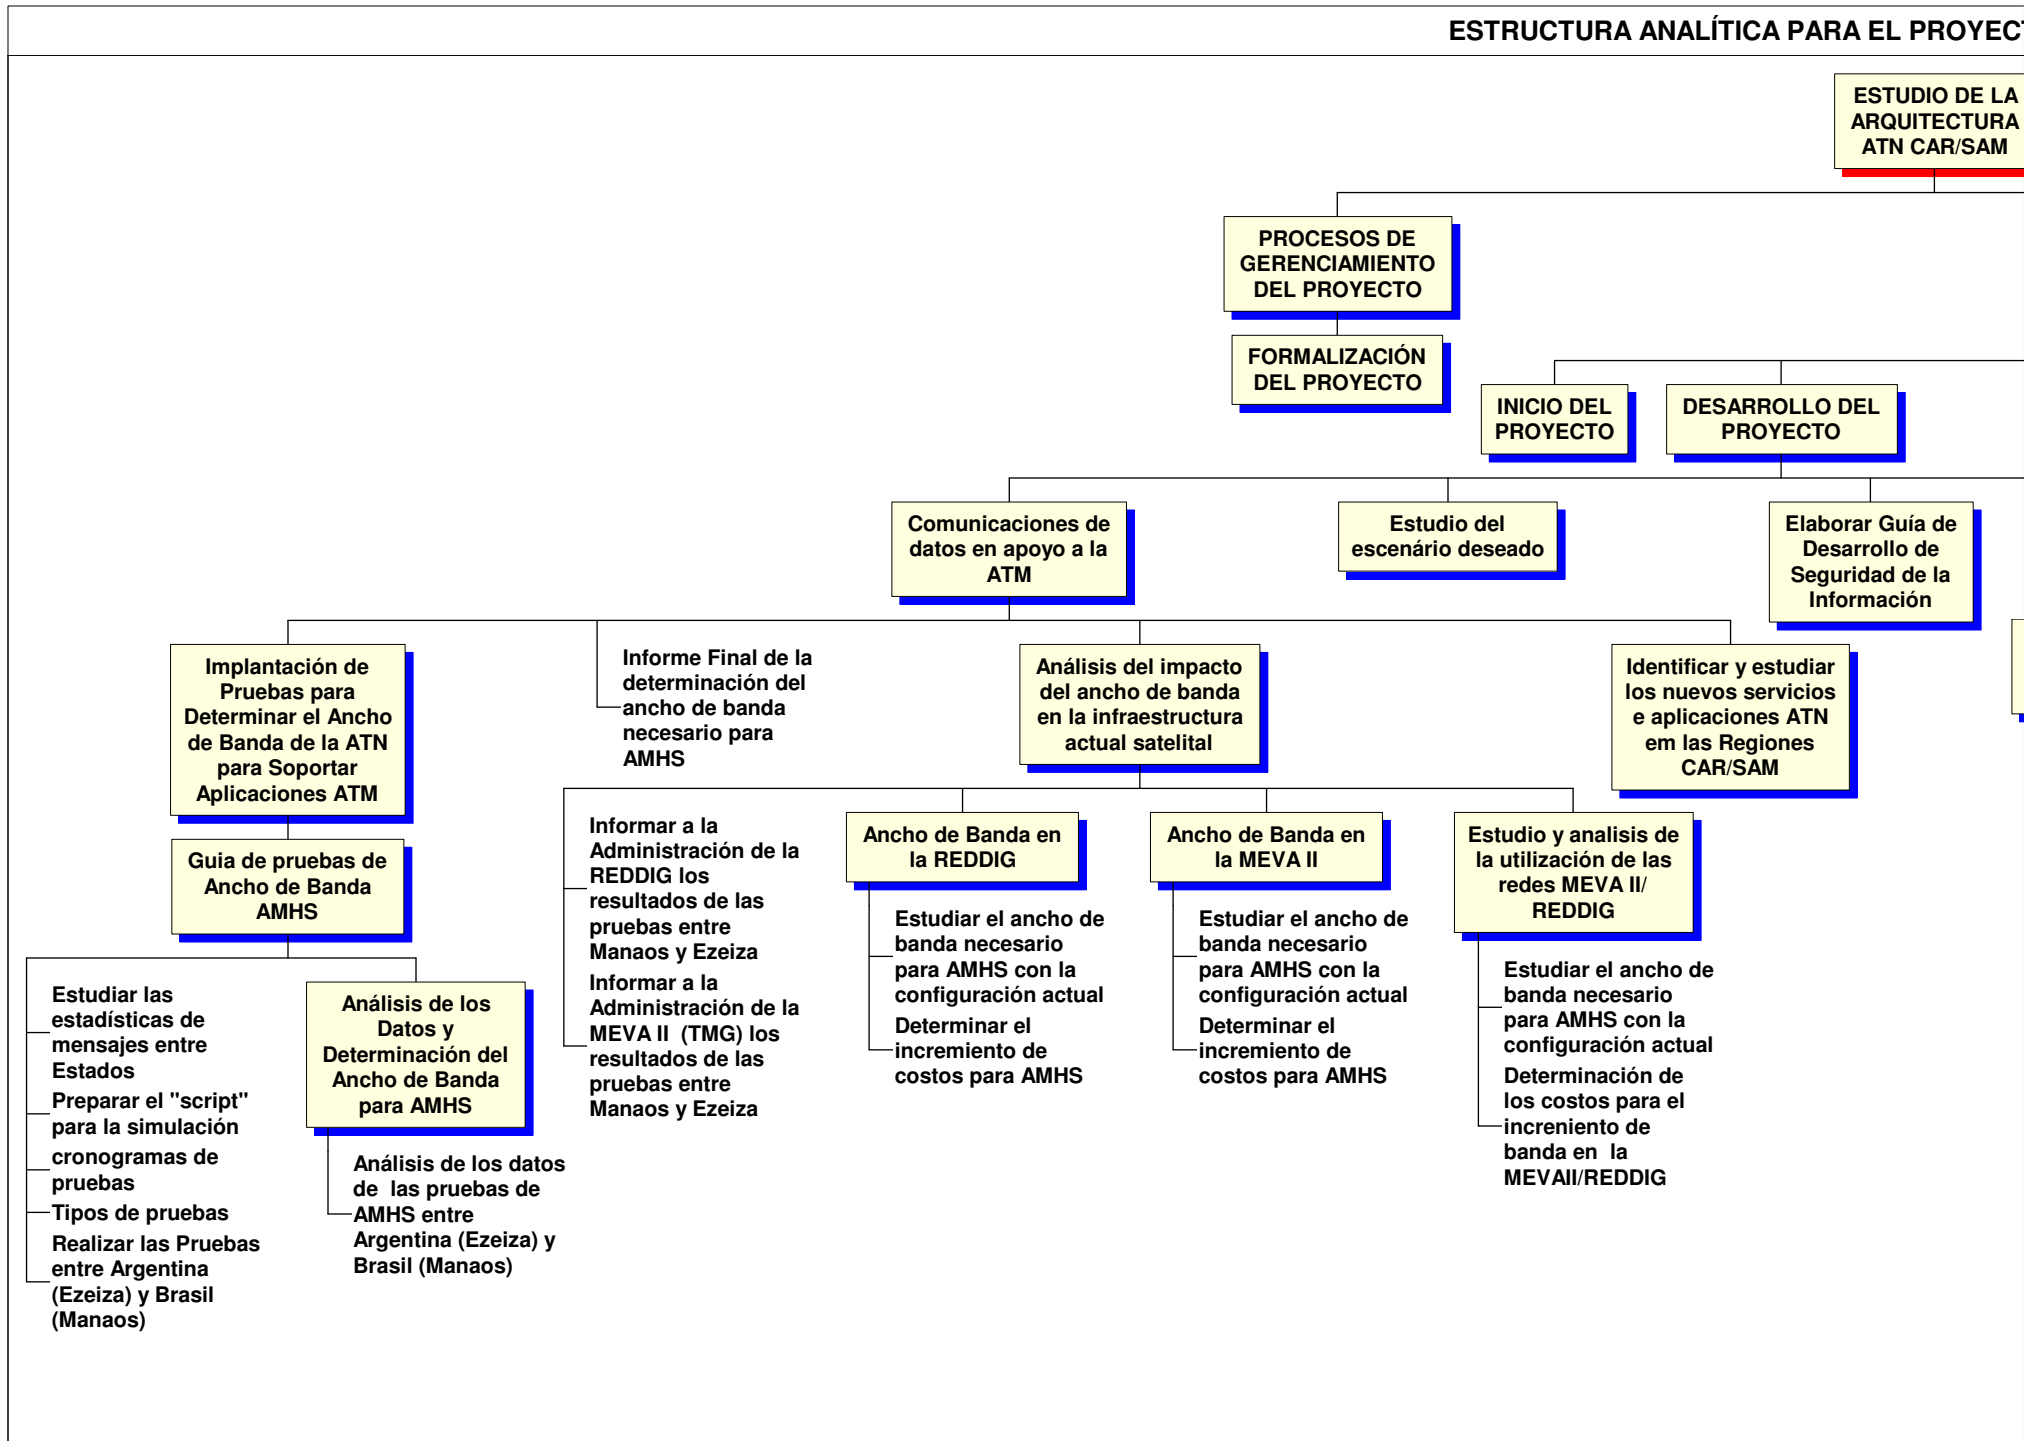 ESTRUCTURA ANALÍTICA PARA EL PROYECT
ESTUDIO DE LA
ARQUITECTURA
ATN CAR/SAM
PROCESOS DE
GERENCIAMIENTO
DEL PROYECTO
FORMALIZACIÓN
DEL PROYECTO
INICIO DEL
PROYECTO
DESARROLLO DEL
PROYECTO
Comunicaciones de
datos en apoyo a la
ATM
Estudio del
escenário deseado
Elaborar Guía de
Desarrollo de
Seguridad de la
Información
Implantación de
Pruebas para
Determinar el Ancho
de Banda de la ATN
para Soportar
Aplicaciones ATM
Informe Final de la
determinación del
ancho de banda
necesario para
AMHS
Análisis del impacto
del ancho de banda
en la infraestructura
actual satelital
Identificar y estudiar
los nuevos servicios
e aplicaciones ATN
em las Regiones
CAR/SAM
Guia de pruebas de
Ancho de Banda
AMHS
Estudiar las
estadísticas de
mensajes entre
Estados
Preparar el "script"
para la simulación
cronogramas de
pruebas
Tipos de pruebas
Realizar las Pruebas
entre Argentina
(Ezeiza) y Brasil
(Manaos)
Análisis de los
Datos y
Determinación del
Ancho de Banda
para AMHS
Análisis de los datos
de  las pruebas de
AMHS entre
Argentina (Ezeiza) y
Brasil (Manaos)
Informar a la
Administración de la
REDDIG los
resultados de las
pruebas entre
Manaos y Ezeiza
Informar a la
Administración de la
MEVA II  (TMG) los
resultados de las
pruebas entre
Manaos y Ezeiza
Ancho de Banda en
la REDDIG
Estudiar el ancho de
banda necesario
para AMHS con la
configuración actual
Determinar el
incremiento de
costos para AMHS
Ancho de Banda en
la MEVA II
Estudiar el ancho de
banda necesario
para AMHS con la
configuración actual
Determinar el
incremiento de
costos para AMHS
Estudio y analisis de
la utilización de las
redes MEVA II/
REDDIG
Estudiar el ancho de
banda necesario
para AMHS con la
configuración actual
Determinación de
los costos para el
increniento de
banda en  la
MEVAII/REDDIG